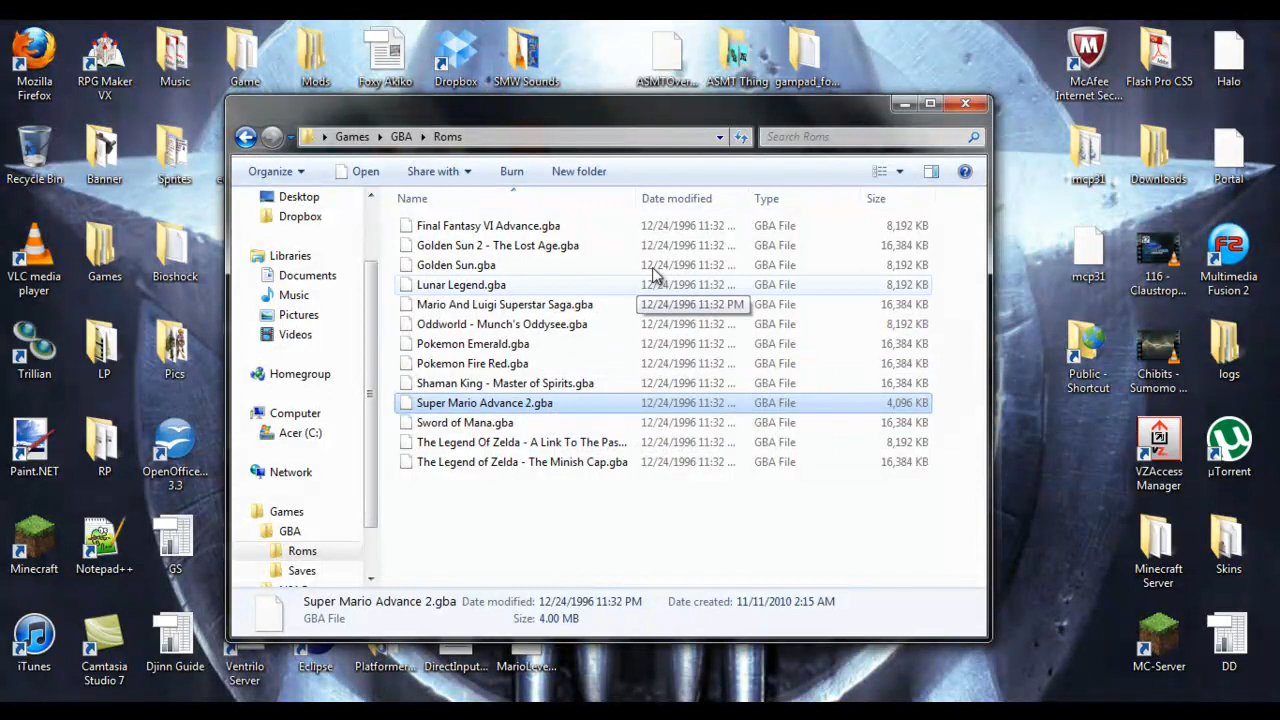 Mozilla Firefox
RPG Maker VX
Music
Game
Mods
Foxy Akiko
Dropbox
SMW Sounds
ASMTOver...
ASMT Thing
gampad_fo...
McAfee Internet Sec...
Flash Pro CS5
Halo
Games
GBA
Roms
Search Roms
Organize
Open
Share with
Burn
New folder
Recycle Bin
Banner
Sprites
mcp31
Downloads
Portal
Desktop
Dropbox
Libraries
Documents
Music
Pictures
Videos
Homegroup
Computer
Acer (C:)
Network
Games
GBA
Roms
Saves
Name Date modified Type Size
Final Fantasy VI Advance.gba 12/24/1996 11:32 ... GBA File 8,192 KB
Golden Sun 2 - The Lost Age.gba 12/24/1996 11:32 ... GBA File 16,384 KB
Golden Sun.gba 12/24/1996 11:32 ... GBA File 8,192 KB
Lunar Legend.gba 12/24/1996 11:32 ... GBA File 8,192 KB
Mario And Luigi Superstar Saga.gba 12/24/1996 11:32 PM GBA File 16,384 KB
Oddworld - Munch's Oddysee.gba 12/24/1996 11:32 ... GBA File 8,192 KB
Pokemon Emerald.gba 12/24/1996 11:32 ... GBA File 16,384 KB
Pokemon Fire Red.gba 12/24/1996 11:32 ... GBA File 16,384 KB
Shaman King - Master of Spirits.gba 12/24/1996 11:32 ... GBA File 16,384 KB
Super Mario Advance 2.gba 12/24/1996 11:32 ... GBA File 4,096 KB
Sword of Mana.gba 12/24/1996 11:32 ... GBA File 16,384 KB
The Legend Of Zelda - A Link To The Pas... 12/24/1996 11:32 ... GBA File 8,192 KB
The Legend of Zelda - The Minish Cap.gba 12/24/1996 11:32 ... GBA File 16,384 KB
Super Mario Advance 2.gba Date modified: 12/24/1996 11:32 PM Date created: 11/11/2010 2:15 AM
GBA File Size: 4.00 MB
VLC media player
Games
Bioshock
mcp31
116 - Claustrop...
Multimedia Fusion 2
Trillian
LP
Pics
Public - Shortcut
Chibits - Sumomo ...
logs
Paint.NET
RP
OpenOffice... 3.3
VZAccess Manager
µTorrent
Minecraft
Notepad++
GS
Minecraft Server
Skins
iTunes
Camtasia Studio 7
Djinn Guide
Ventrilo Server
Eclipse
Platformer...
DirectInput...
MarioLeve...
MC-Server
DD